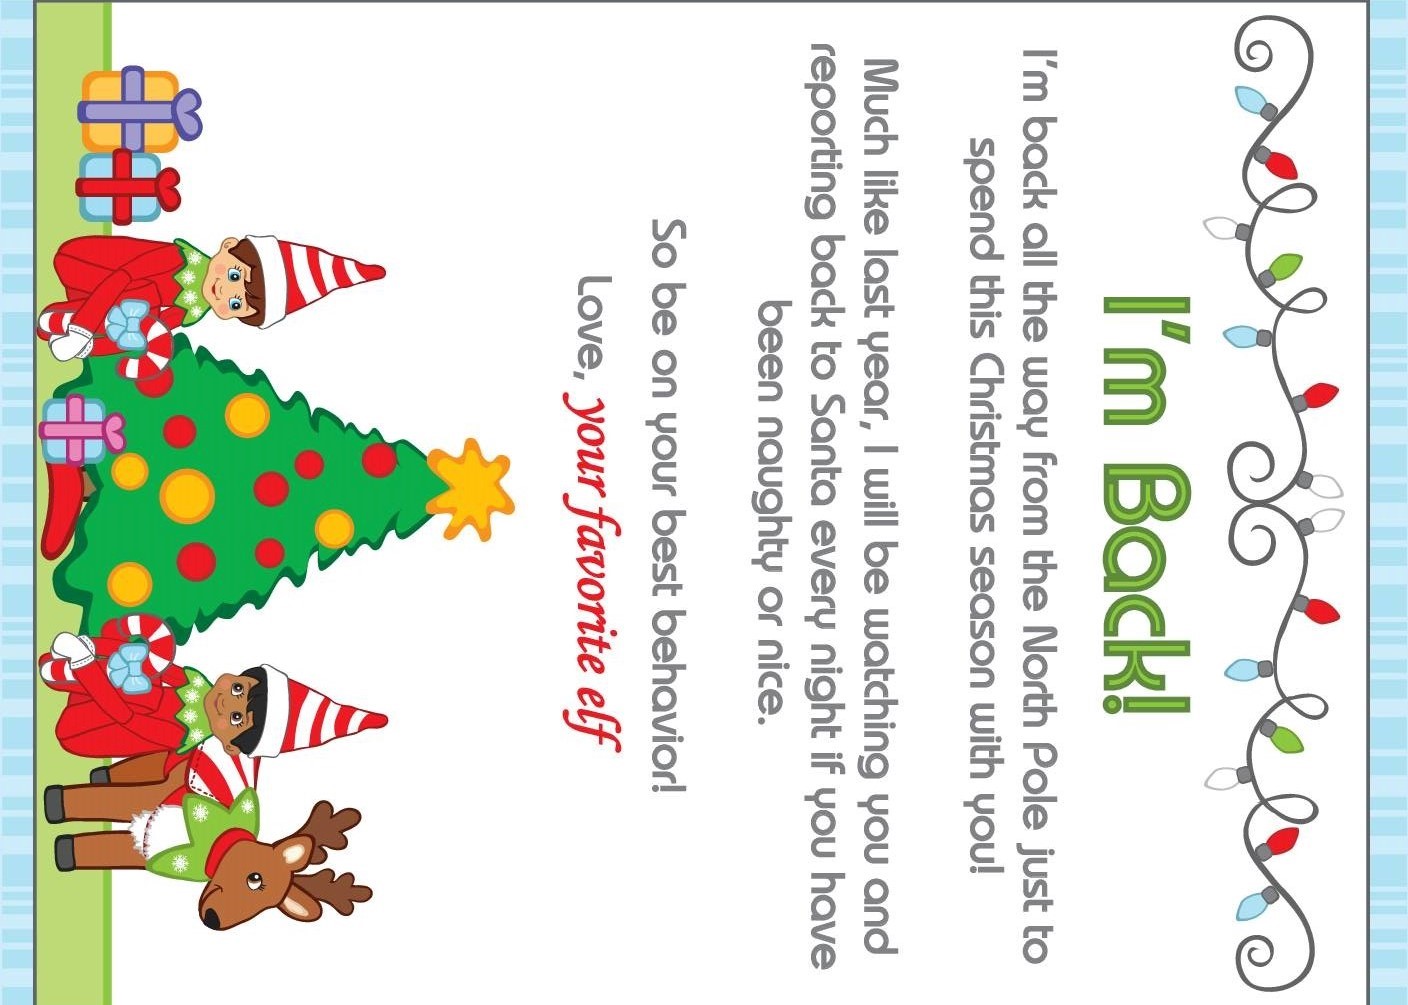 I'm Back!
I'm back all the way from the North Pole just to
spend this Christmas season with you!
Much like last year, I will be watching you and
reporting back to Santa every night if you have
been naughty or nice.
So be on your best behavior!
Love, your favorite elf